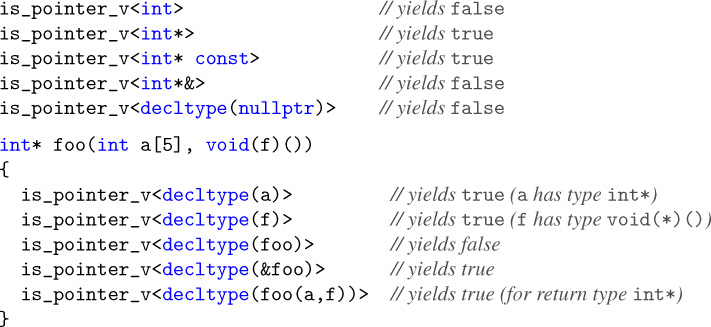 is_pointer_v<int> // yields false
is_pointer_v<int*> // yields true
is_pointer_v<int* const> // yields true
is_pointer_v<int*&> // yields false
is_pointer_v<decltype(nullptr)> // yields false
int* foo(int a[5], void(f)())
{
is_pointer_v<decltype(a)> // yields true (a has type int*)
is_pointer_v<decltype(f)> // yields true (f has type void(*)())
is_pointer_v<decltype(foo)> // yields false
is_pointer_v<decltype(&foo)> // yields true
is_pointer_v<decltype(foo(a,f))> // yields true (for return type int*)
}